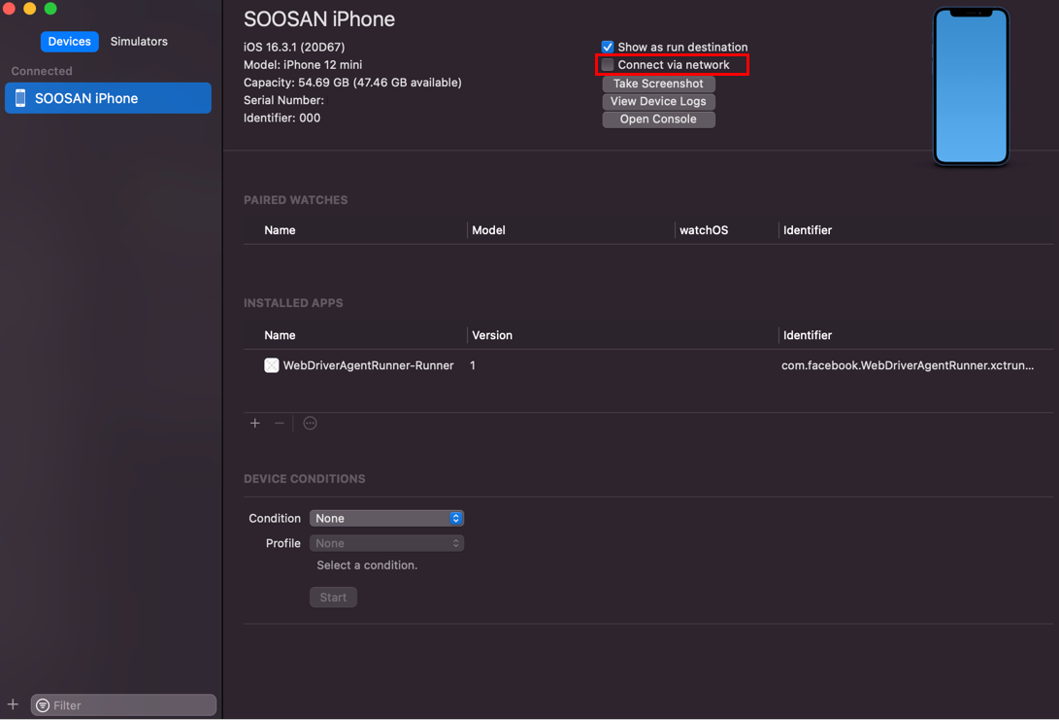 Devices Simulators
Connected
SOOSAN iPhone
Filter
SOOSAN iPhone
iOS 16.3.1 (20D67)
Model: iPhone 12 mini
Capacity: 54.69 GB (47.46 GB available)
Serial Number:
Identifier: 000
Show as run destination
Connect via network
Take Screenshot
View Device Logs
Open Console
PAIRED WATCHES
Name Model watchOS Identifier
INSTALLED APPS
Name Version Identifier
WebDriverAgentRunner-Runner 1 com.facebook.WebDriverAgentRunner.xctrun...
DEVICE CONDITIONS
Condition None
Profile None
Select a condition.
Start